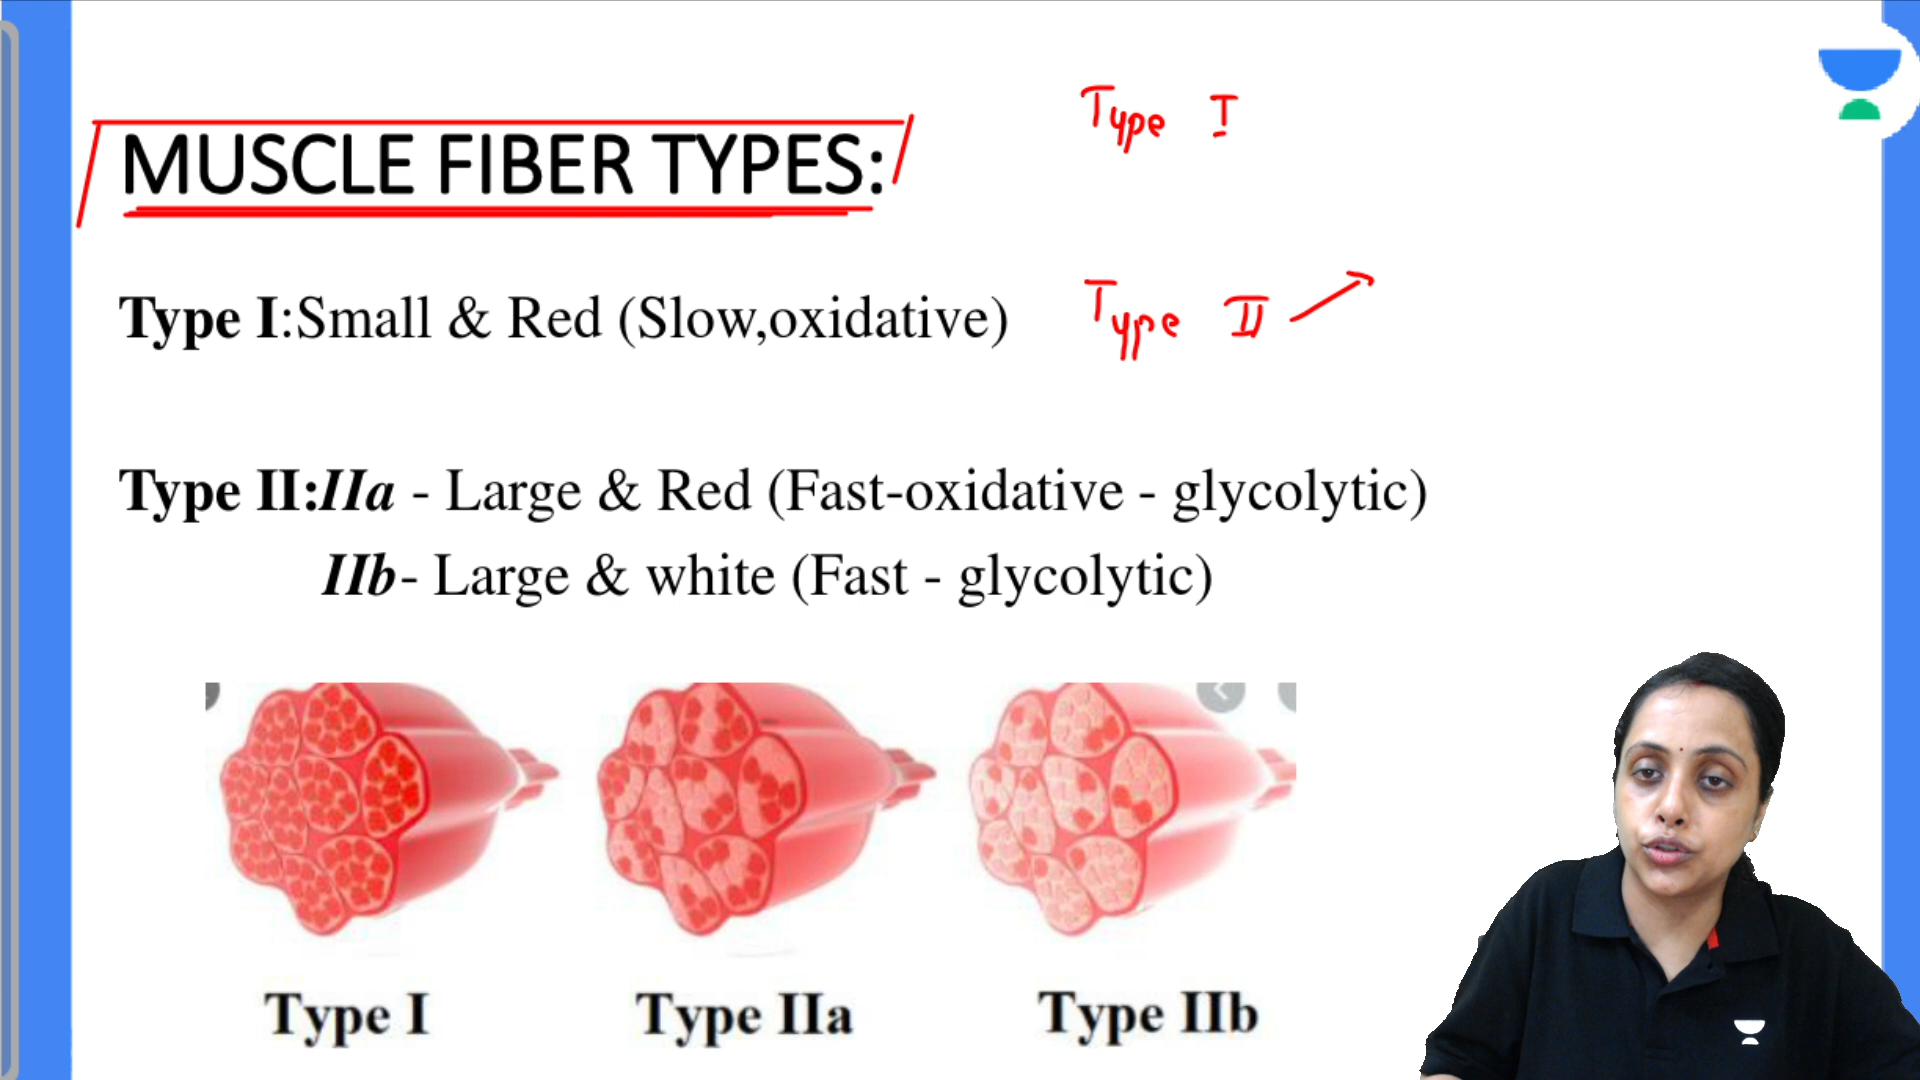 MUSCLE FIBER TYPES:
Type I
Type I:Small & Red (Slow,oxidative)
Type II
Type II:IIa - Large & Red (Fast-oxidative - glycolytic)
IIb- Large & white (Fast - glycolytic)
Type I
Type IIa
Type IIb